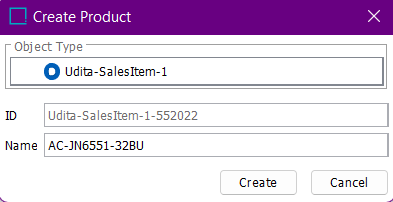 Create Product
Object Type
Udita-SalesItem-1
ID Udita-SalesItem-1-552022
Name AC-JN6551-32BU
Create Cancel